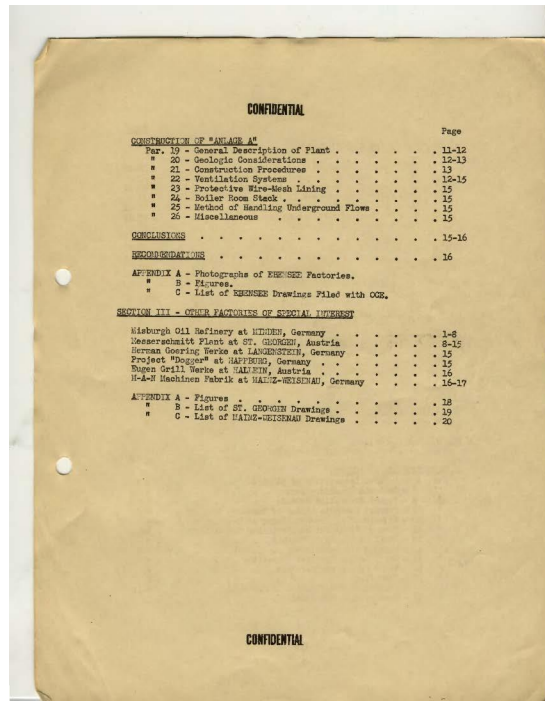 CONFIDENTIAL
Page
CONSTRUCTION OF "ANLAGE A"
Par. 19 - General Description of Plant . . . . . . 11-12
" 20 - Geologic Considerations . . . . . . . 12-13
" 21 - Construction Procedures . . . . . . . 13
" 22 - Ventilation Systems . . . . . . . . 12-15
" 23 - Protective Wire-Mesh Lining . . . . . . 15
" 24 - Boiler Room Stack . . . . . . . . . 15
" 25 - Method of Handling Underground Flows . . . . 15
" 26 - Miscellaneous . . . . . . . . 15
CONCLUSIONS . . . . . . . . . . . 15-16
RECOMMENDATIONS . . . . . . . . . . 16
APPENDIX A - Photographs of EBENSEE Factories.
" B - Figures.
" C - List of EBENSEE Drawings Filed with OCE.
SECTION III - OTHER FACTORIES OF SPECIAL INTEREST
Misburgh Oil Refinery at MINDEN, Germany . . . . . . 1-8
Messerschmitt Plant at ST. GEORGEN, Austria . . . . . 8-15
Herman Goering Werke at LANGENSTEIN, Germany . . . . . 15
Project "Dogger" at HAPPBURG, Germany . . . . . . 15
Eugen Grill Werke at HALLEIN, Austria . . . . . . 16
M-A-N Machinen Fabrik at MAINZ-WEISENAU, Germany . . . . 16-17
APPENDIX A - Figures . . . . . . . . . . 18
" B - List of ST. GEORGEN Drawings . . . . . . 19
" C - List of MAINZ-WEISENAU Drawings . . . . . 20
CONFIDENTIAL